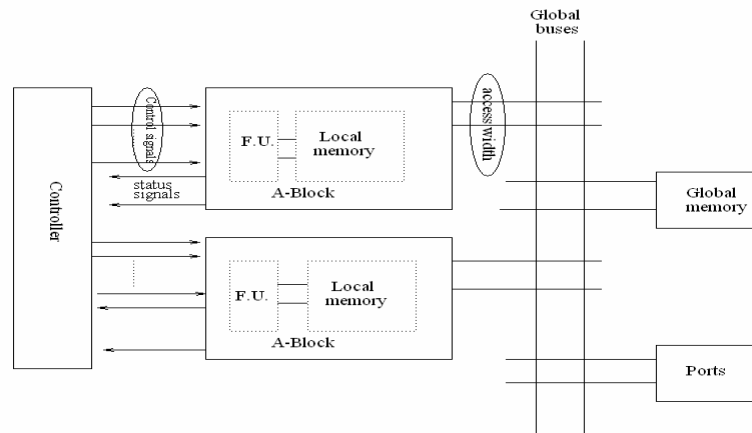 Global
buses
Control signals
access width
F.U.
Local
memory
A-Block
status
signals
Controller
Global
memory
F.U.
Local
memory
A-Block
Ports